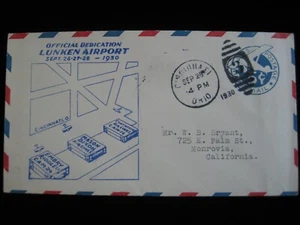 OFFICIAL DEDICATION
LUNKEN AIRPORT
SEPT. 26-27-28 — 1930
CINCINNATI, O.
CINCINNATI
SEP 26
4 PM
OHIO
1930
Mr. W. S. Bryant,
725 E. Palm St.,
Monrovia,
California.